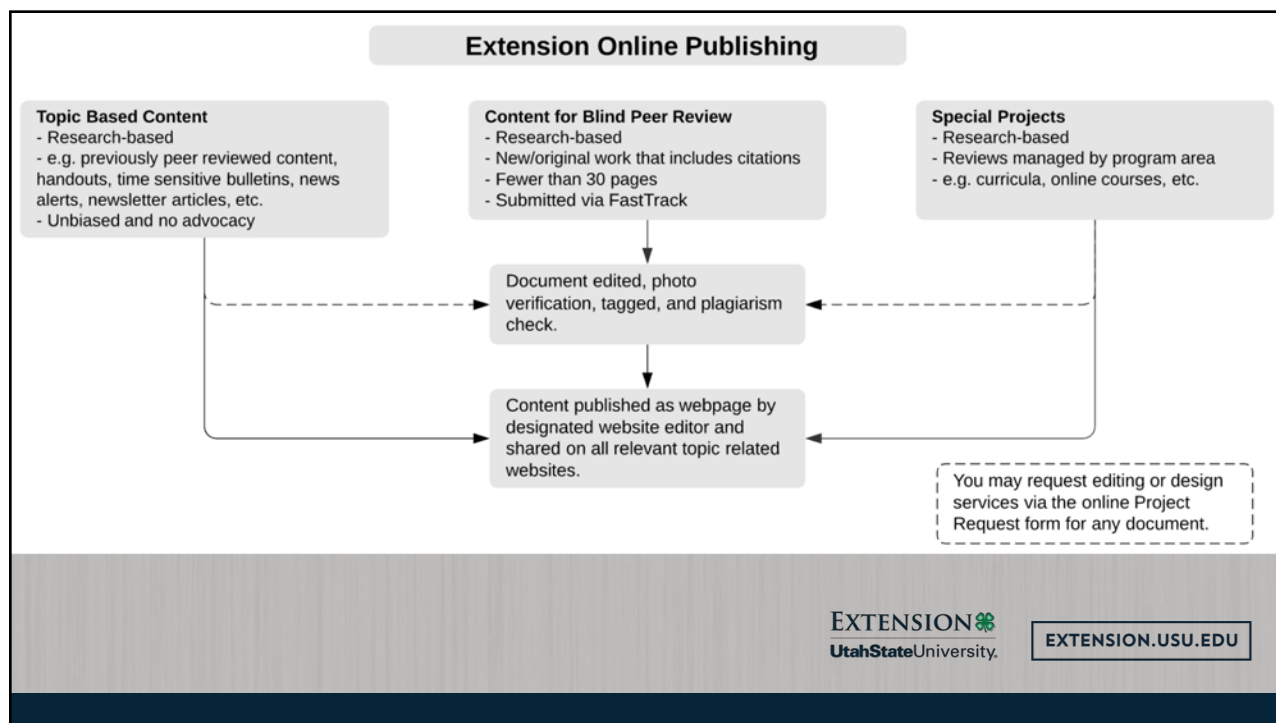 Extension Online Publishing
Topic Based Content
- Research-based
- e.g. previously peer reviewed content,
handouts, time sensitive bulletins, news
alerts, newsletter articles, etc.
- Unbiased and no advocacy
Content for Blind Peer Review
- Research-based
- New/original work that includes citations
- Fewer than 30 pages
- Submitted via FastTrack
Special Projects
- Research-based
- Reviews managed by program area
- e.g. curricula, online courses, etc.
Document edited, photo
verification, tagged, and plagiarism
check.
Content published as webpage by
designated website editor and
shared on all relevant topic related
websites.
You may request editing or design
services via the online Project
Request form for any document.
EXTENSION
UtahStateUniversity.
EXTENSION.USU.EDU